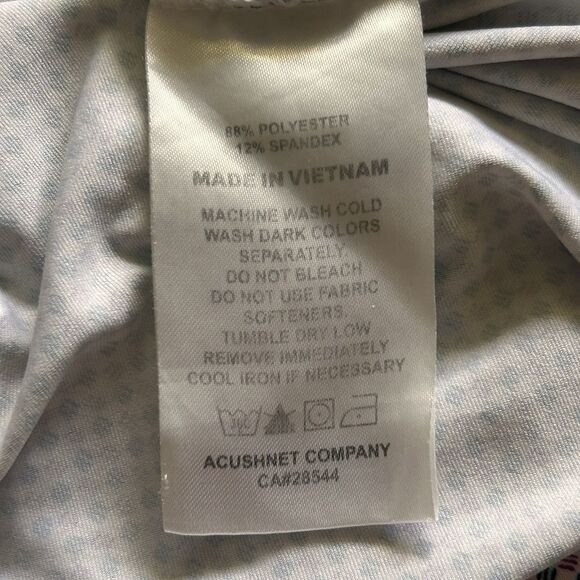 88% POLYESTER
12% SPANDEX
MADE IN VIETNAM
MACHINE WASH COLD
WASH DARK COLORS
SEPARATELY.
DO NOT BLEACH
DO NOT USE FABRIC
SOFTENERS.
TUMBLE DRY LOW
REMOVE IMMEDIATELY
COOL IRON IF NECESSARY
30C
ACUSHNET COMPANY
CA#28544